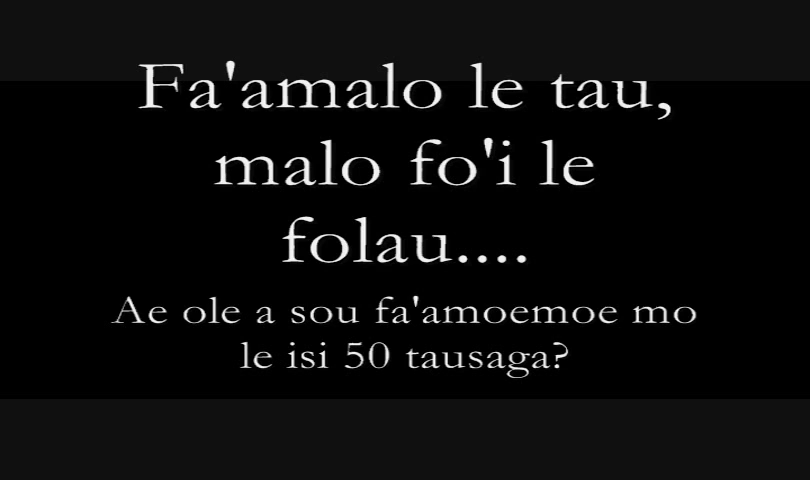 Fa'amalo le tau,
malo fo'i le
folau....
Ae ole a sou fa'amoemoe mo
le isi 50 tausaga?